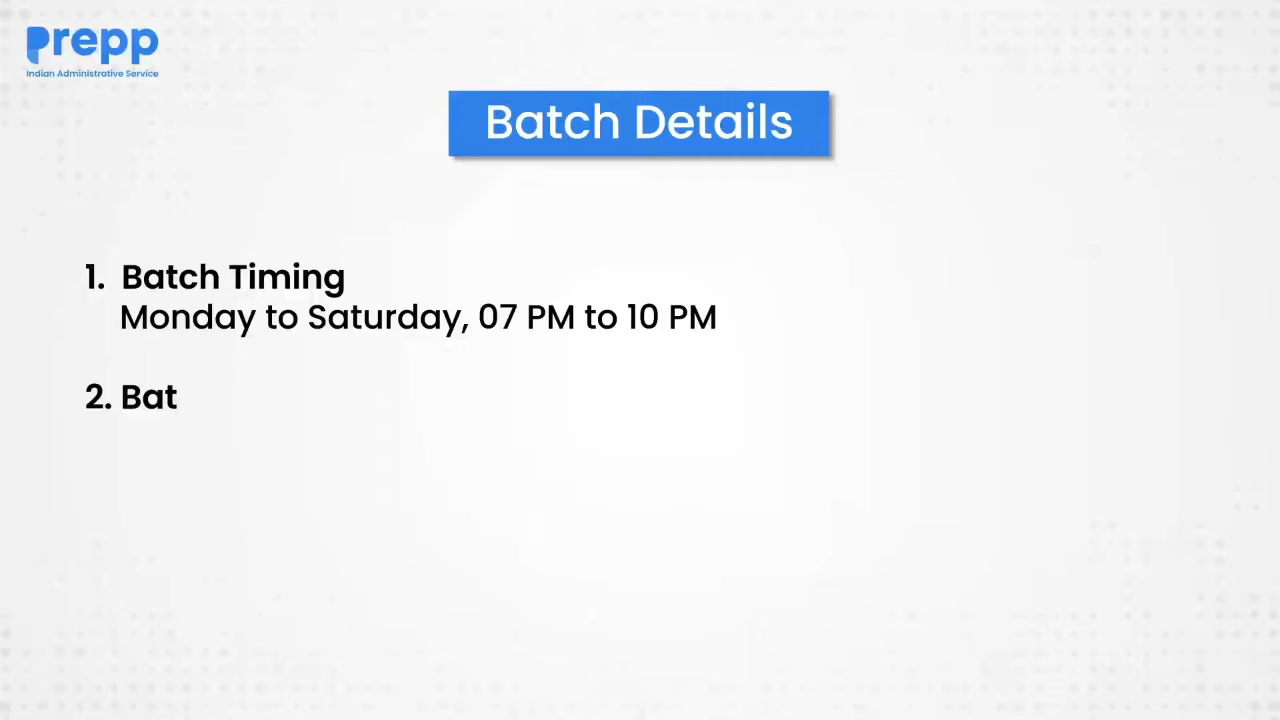 Prepp
Indian Administrative Service
Batch Details
1. Batch Timing
Monday to Saturday, 07 PM to 10 PM
2. Bat